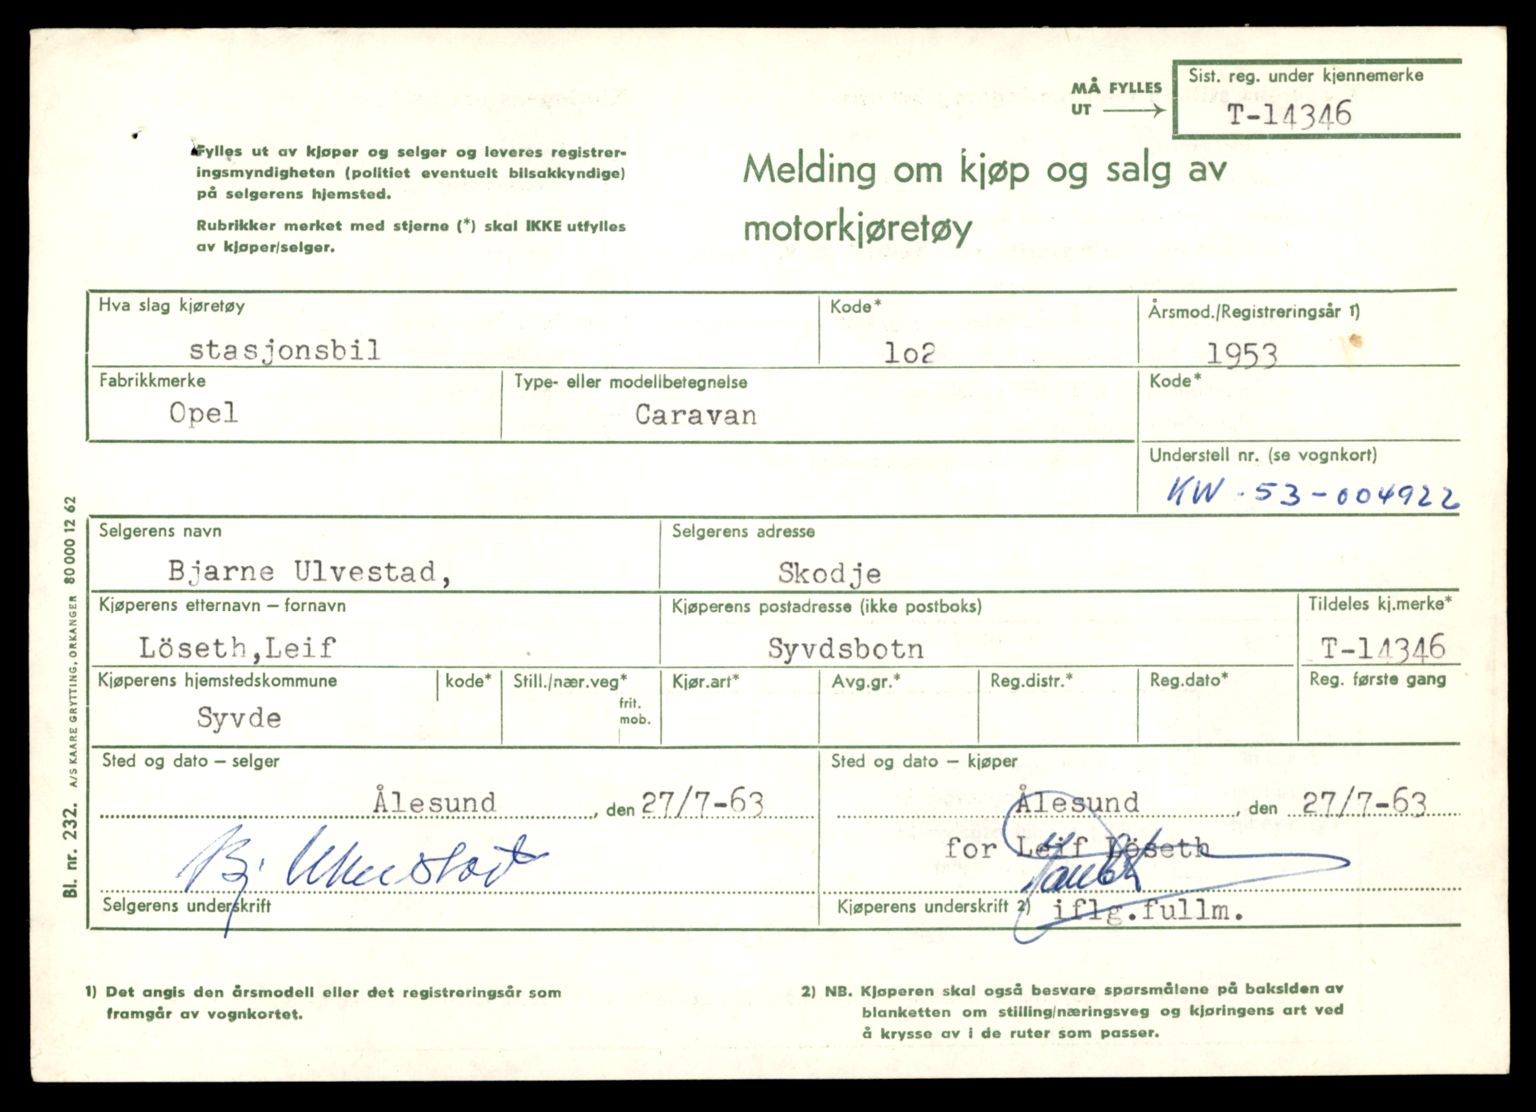 MÅ FYLLES
UT
Sist. reg. under kjennemerke
T-14346
Fylles ut av kjøper og selger og leveres registrer-
ingsmyndigheten (politiet eventuelt bilsakkyndige)
på selgerens hjemsted.
Rubrikker merket med stjerne (*) skal IKKE utfylles
av kjøper/selger.
Melding om kjøp og salg av
motorkjøretøy
Hva slag kjøretøy
stasjonsbil
Kode*
1o2
Årsmod./Registreringsår 1)
1953
Fabrikkmerke
Opel
Type- eller modellbetegnelse
Caravan
Kode*
Understell nr. (se vognkort)
KW - 53 - 004922
Selgerens navn
Bjarne Ulvestad,
Selgerens adresse
Skodje
Kjøperens etternavn – fornavn
Löseth,Leif
Kjøperens postadresse (ikke postboks)
Syvdsbotn
Tildeles kj.merke*
T-14346
Kjøperens hjemstedskommune
Syvde
kode*
Still./nær.veg*
frit.
mob.
Kjør.art*
Avg.gr.*
Reg.distr.*
Reg.dato*
Reg. første gang
Sted og dato – selger
Ålesund, den 27/7-63
Bj. Ulvestad
Selgerens underskrift
Sted og dato – kjøper
Ålesund, den 27/7-63
for Leif Löseth
Kjøperens underskrift 2) iflg.fullm.
1) Det angis den årsmodell eller det registreringsår som
framgår av vognkortet.
2) NB. Kjøperen skal også besvare spørsmålene på baksiden av
blanketten om stilling/næringsveg og kjøringens art ved
å krysse av i de ruter som passer.
Bl. nr. 232. A/S KAARE GRYTTING, ORKANGER 80 000 12 62